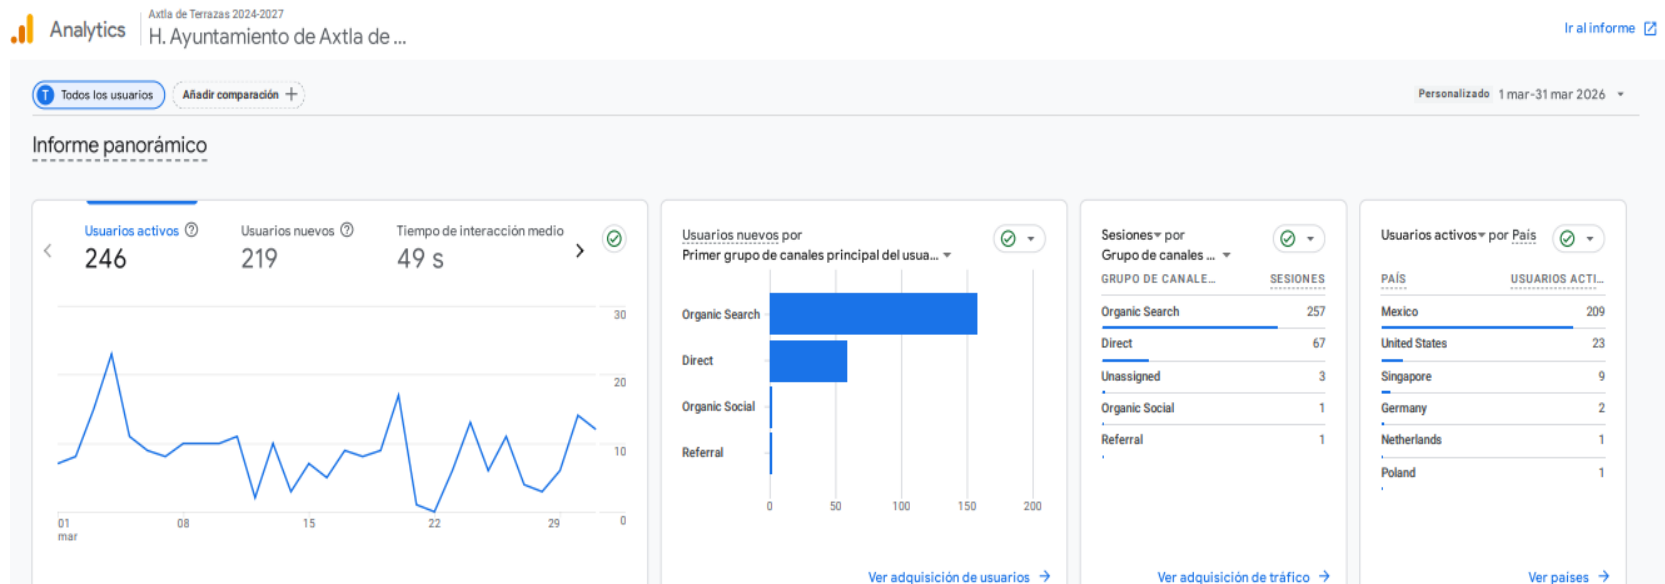 Analytics
Axtla de Terrazas 2024-2027
H. Ayuntamiento de Axtla de ...
Ir al informe
T Todos los usuarios
Añadir comparación
Personalizado 1 mar-31 mar 2026
Informe panorámico
Usuarios activos
246
Usuarios nuevos
219
Tiempo de interacción medio
49 s
30
20
10
0
01
mar
08
15
22
29
Usuarios nuevos por
Primer grupo de canales principal del usua...
Organic Search
Direct
Organic Social
Referral
0 50 100 150 200
Ver adquisición de usuarios
Sesiones por
Grupo de canales ...
GRUPO DE CANALE... SESIONES
Organic Search 257
Direct 67
Unassigned 3
Organic Social 1
Referral 1
Ver adquisición de tráfico
Usuarios activos por País
PAÍS USUARIOS ACTI...
Mexico 209
United States 23
Singapore 9
Germany 2
Netherlands 1
Poland 1
Ver países